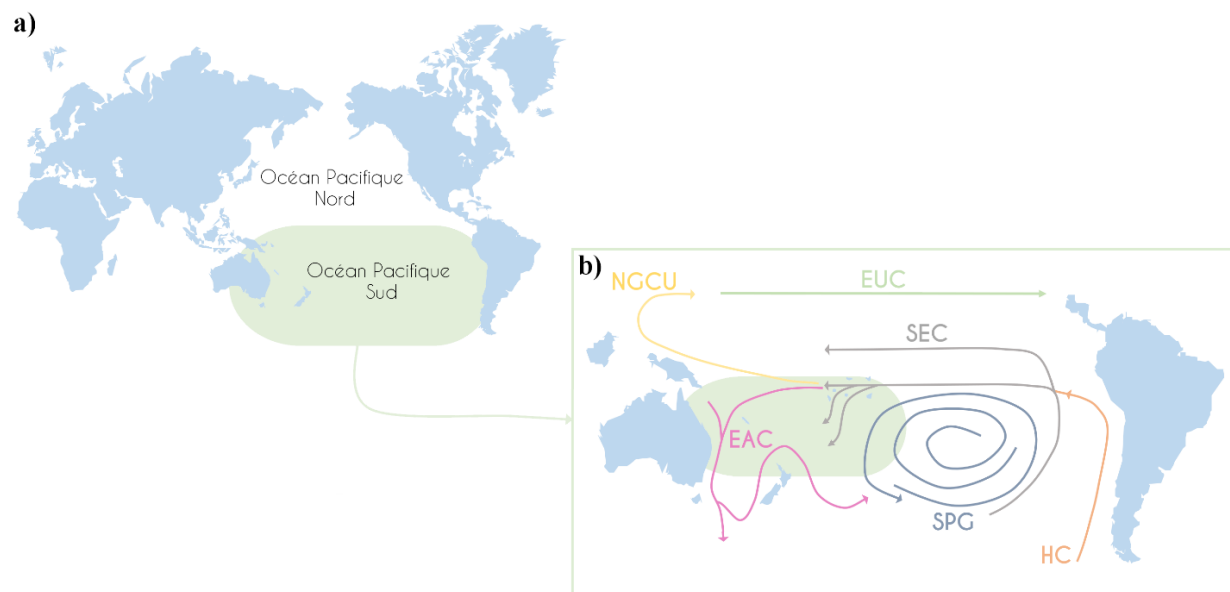 a)
Océan Pacifique
Nord
Océan Pacifique
Sud
b)
NGCU
EUC
SEC
EAC
SPG
HC